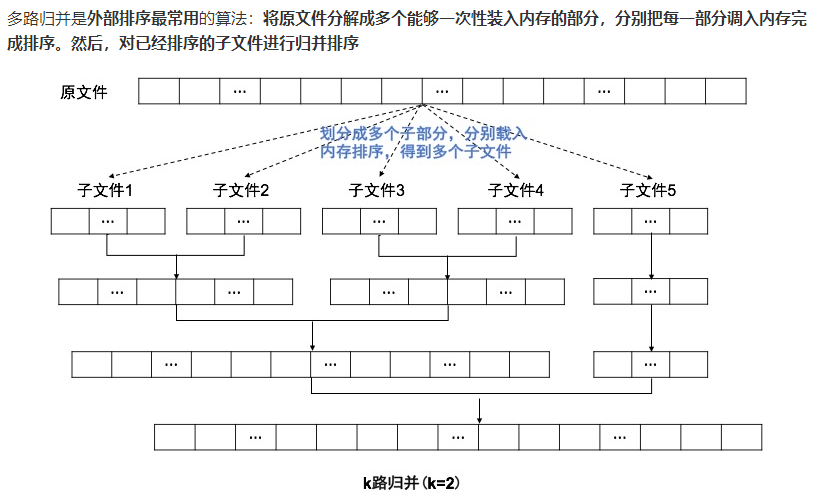 多路归并是外部排序最常用的算法：将原文件分解成多个能够一次性装入内存的部分，分别把每一部分调入内存完
成排序。然后，对已经排序的子文件进行归并排序
原文件
... ... ...
划分成多个子部分，分别载入
内存排序，得到多个子文件
子文件1 子文件2 子文件3 子文件4 子文件5
... ... ... ... ...
... ... ... ... ...
... ... ... ...
... ... ...
k路归并(k=2)